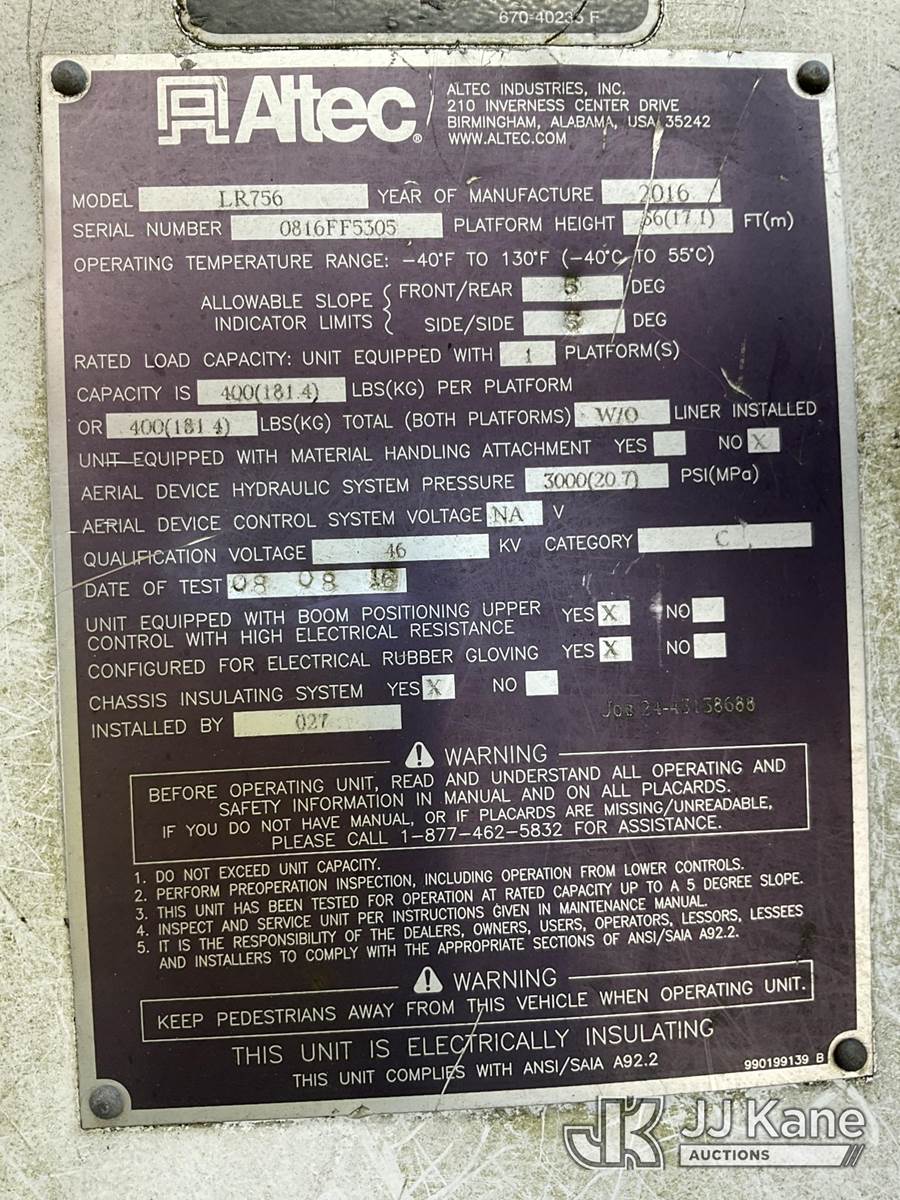 670-40235 F
Altec®
ALTEC INDUSTRIES, INC.
210 INVERNESS CENTER DRIVE
BIRMINGHAM, ALABAMA, USA 35242
WWW.ALTEC.COM
MODEL LR756 YEAR OF MANUFACTURE 2016
SERIAL NUMBER 0816FF5305 PLATFORM HEIGHT 56(17.1) FT(m)
OPERATING TEMPERATURE RANGE: -40°F TO 130°F (-40°C TO 55°C)
ALLOWABLE SLOPE INDICATOR LIMITS
FRONT/REAR 5 DEG
SIDE/SIDE 5 DEG
RATED LOAD CAPACITY: UNIT EQUIPPED WITH 1 PLATFORM(S)
CAPACITY IS 400(181.4) LBS(KG) PER PLATFORM
OR 400(181.4) LBS(KG) TOTAL (BOTH PLATFORMS) W/O LINER INSTALLED
UNIT EQUIPPED WITH MATERIAL HANDLING ATTACHMENT YES NO X
AERIAL DEVICE HYDRAULIC SYSTEM PRESSURE 3000(20.7) PSI(MPa)
AERIAL DEVICE CONTROL SYSTEM VOLTAGE NA V
QUALIFICATION VOLTAGE 46 KV CATEGORY C
DATE OF TEST 08 08 16
UNIT EQUIPPED WITH BOOM POSITIONING UPPER
CONTROL WITH HIGH ELECTRICAL RESISTANCE YES X NO
CONFIGURED FOR ELECTRICAL RUBBER GLOVING YES X NO
CHASSIS INSULATING SYSTEM YES X NO
INSTALLED BY 027
WARNING
BEFORE OPERATING UNIT, READ AND UNDERSTAND ALL OPERATING AND
SAFETY INFORMATION IN MANUAL AND ON ALL PLACARDS.
IF YOU DO NOT HAVE MANUAL, OR IF PLACARDS ARE MISSING/UNREADABLE,
PLEASE CALL 1-877-462-5832 FOR ASSISTANCE.
1. DO NOT EXCEED UNIT CAPACITY.
2. PERFORM PREOPERATION INSPECTION, INCLUDING OPERATION FROM LOWER CONTROLS.
3. THIS UNIT HAS BEEN TESTED FOR OPERATION AT RATED CAPACITY UP TO A 5 DEGREE SLOPE.
4. INSPECT AND SERVICE UNIT PER INSTRUCTIONS GIVEN IN MAINTENANCE MANUAL.
5. IT IS THE RESPONSIBILITY OF THE DEALERS, OWNERS, USERS, OPERATORS, LESSORS, LESSEES
AND INSTALLERS TO COMPLY WITH THE APPROPRIATE SECTIONS OF ANSI/SAIA A92.2.
WARNING
KEEP PEDESTRIANS AWAY FROM THIS VEHICLE WHEN OPERATING UNIT.
THIS UNIT IS ELECTRICALLY INSULATING
THIS UNIT COMPLIES WITH ANSI/SAIA A92.2
990199139 B
JK JJ Kane
AUCTIONS